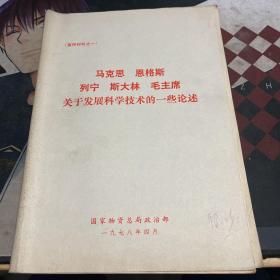 （宣传材料之一）
马克思 恩格斯
列宁 斯大林 毛主席
关于发展科学技术的一些论述
国家物资总局政治部
一九七八年四月